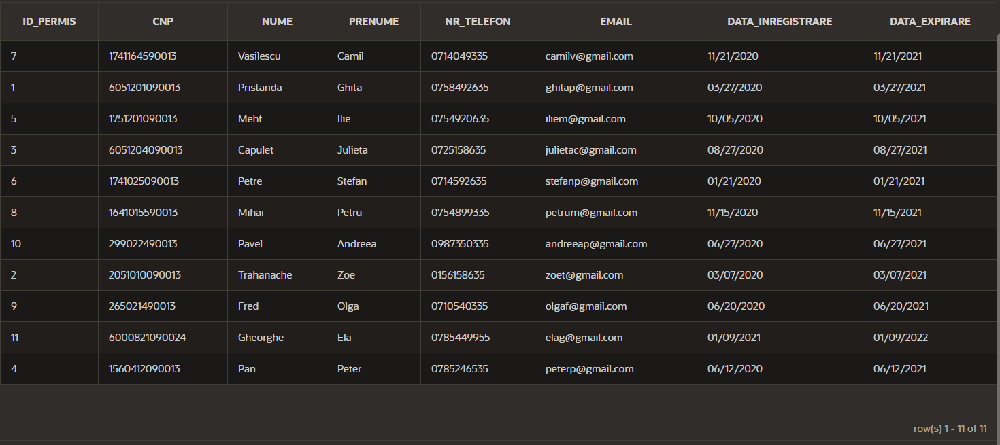 ID_PERMIS CNP NUME PRENUME NR_TELEFON EMAIL DATA_INREGISTRARE DATA_EXPIRARE
7 1741164590013 Vasilescu Camil 0714049335 camilv@gmail.com 11/21/2020 11/21/2021
1 6051201090013 Pristanda Ghita 0758492635 ghitap@gmail.com 03/27/2020 03/27/2021
5 1751201090013 Meht Ilie 0754920635 iliem@gmail.com 10/05/2020 10/05/2021
3 6051204090013 Capulet Julieta 0725158635 julietac@gmail.com 08/27/2020 08/27/2021
6 1741025090013 Petre Stefan 0714592635 stefanp@gmail.com 01/21/2020 01/21/2021
8 1641015590013 Mihai Petru 0754899335 petrum@gmail.com 11/15/2020 11/15/2021
10 299022490013 Pavel Andreea 0987350335 andreeap@gmail.com 06/27/2020 06/27/2021
2 2051010090013 Trahanache Zoe 0156158635 zoet@gmail.com 03/07/2020 03/07/2021
9 265021490013 Fred Olga 0710540335 olgaf@gmail.com 06/20/2020 06/20/2021
11 6000821090024 Gheorghe Ela 0785449955 elag@gmail.com 01/09/2021 01/09/2022
4 1560412090013 Pan Peter 0785246535 peterp@gmail.com 06/12/2020 06/12/2021
row(s) 1 - 11 of 11